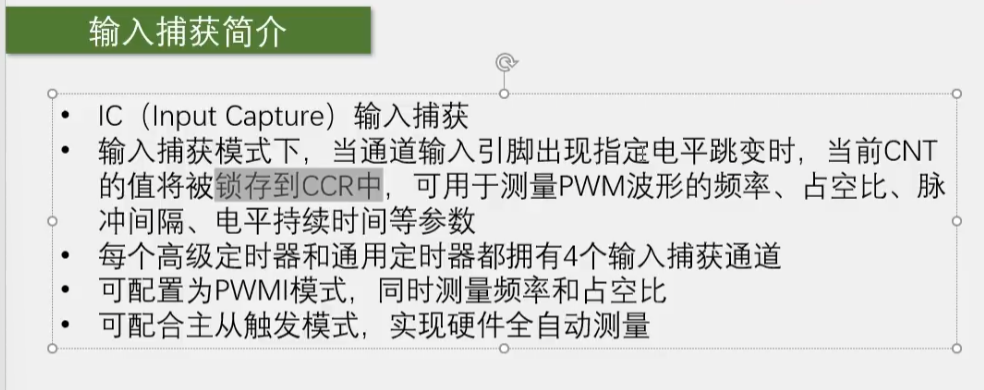 输入捕获简介
• IC（Input Capture）输入捕获
• 输入捕获模式下，当通道输入引脚出现指定电平跳变时，当前CNT
的值将被锁存到CCR中，可用于测量PWM波形的频率、占空比、脉
冲间隔、电平持续时间等参数
• 每个高级定时器和通用定时器都拥有4个输入捕获通道
• 可配置为PWMI模式，同时测量频率和占空比
• 可配合主从触发模式，实现硬件全自动测量